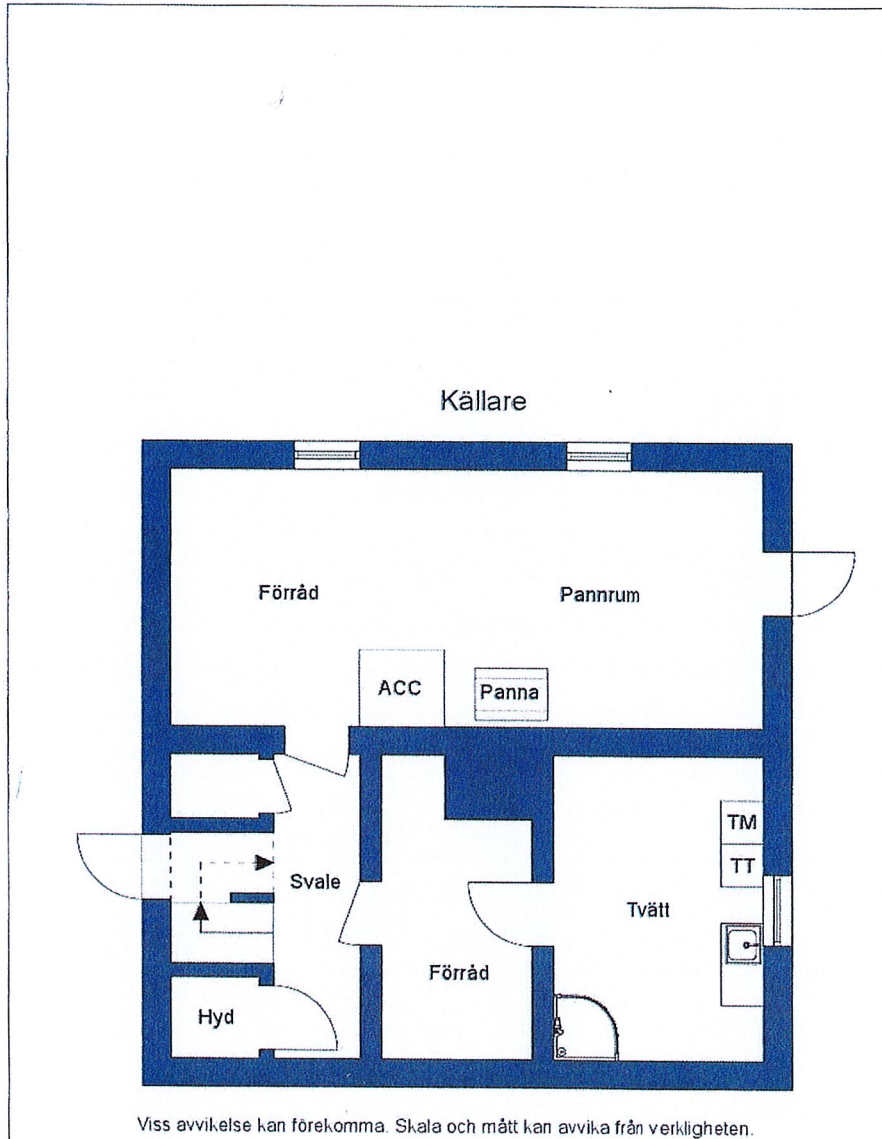 Källare
Förråd
Pannrum
ACC
Panna
TM
TT
Svale
Tvätt
Förråd
Hyd
Viss avvikelse kan förekomma. Skala och mått kan avvika från verkligheten.